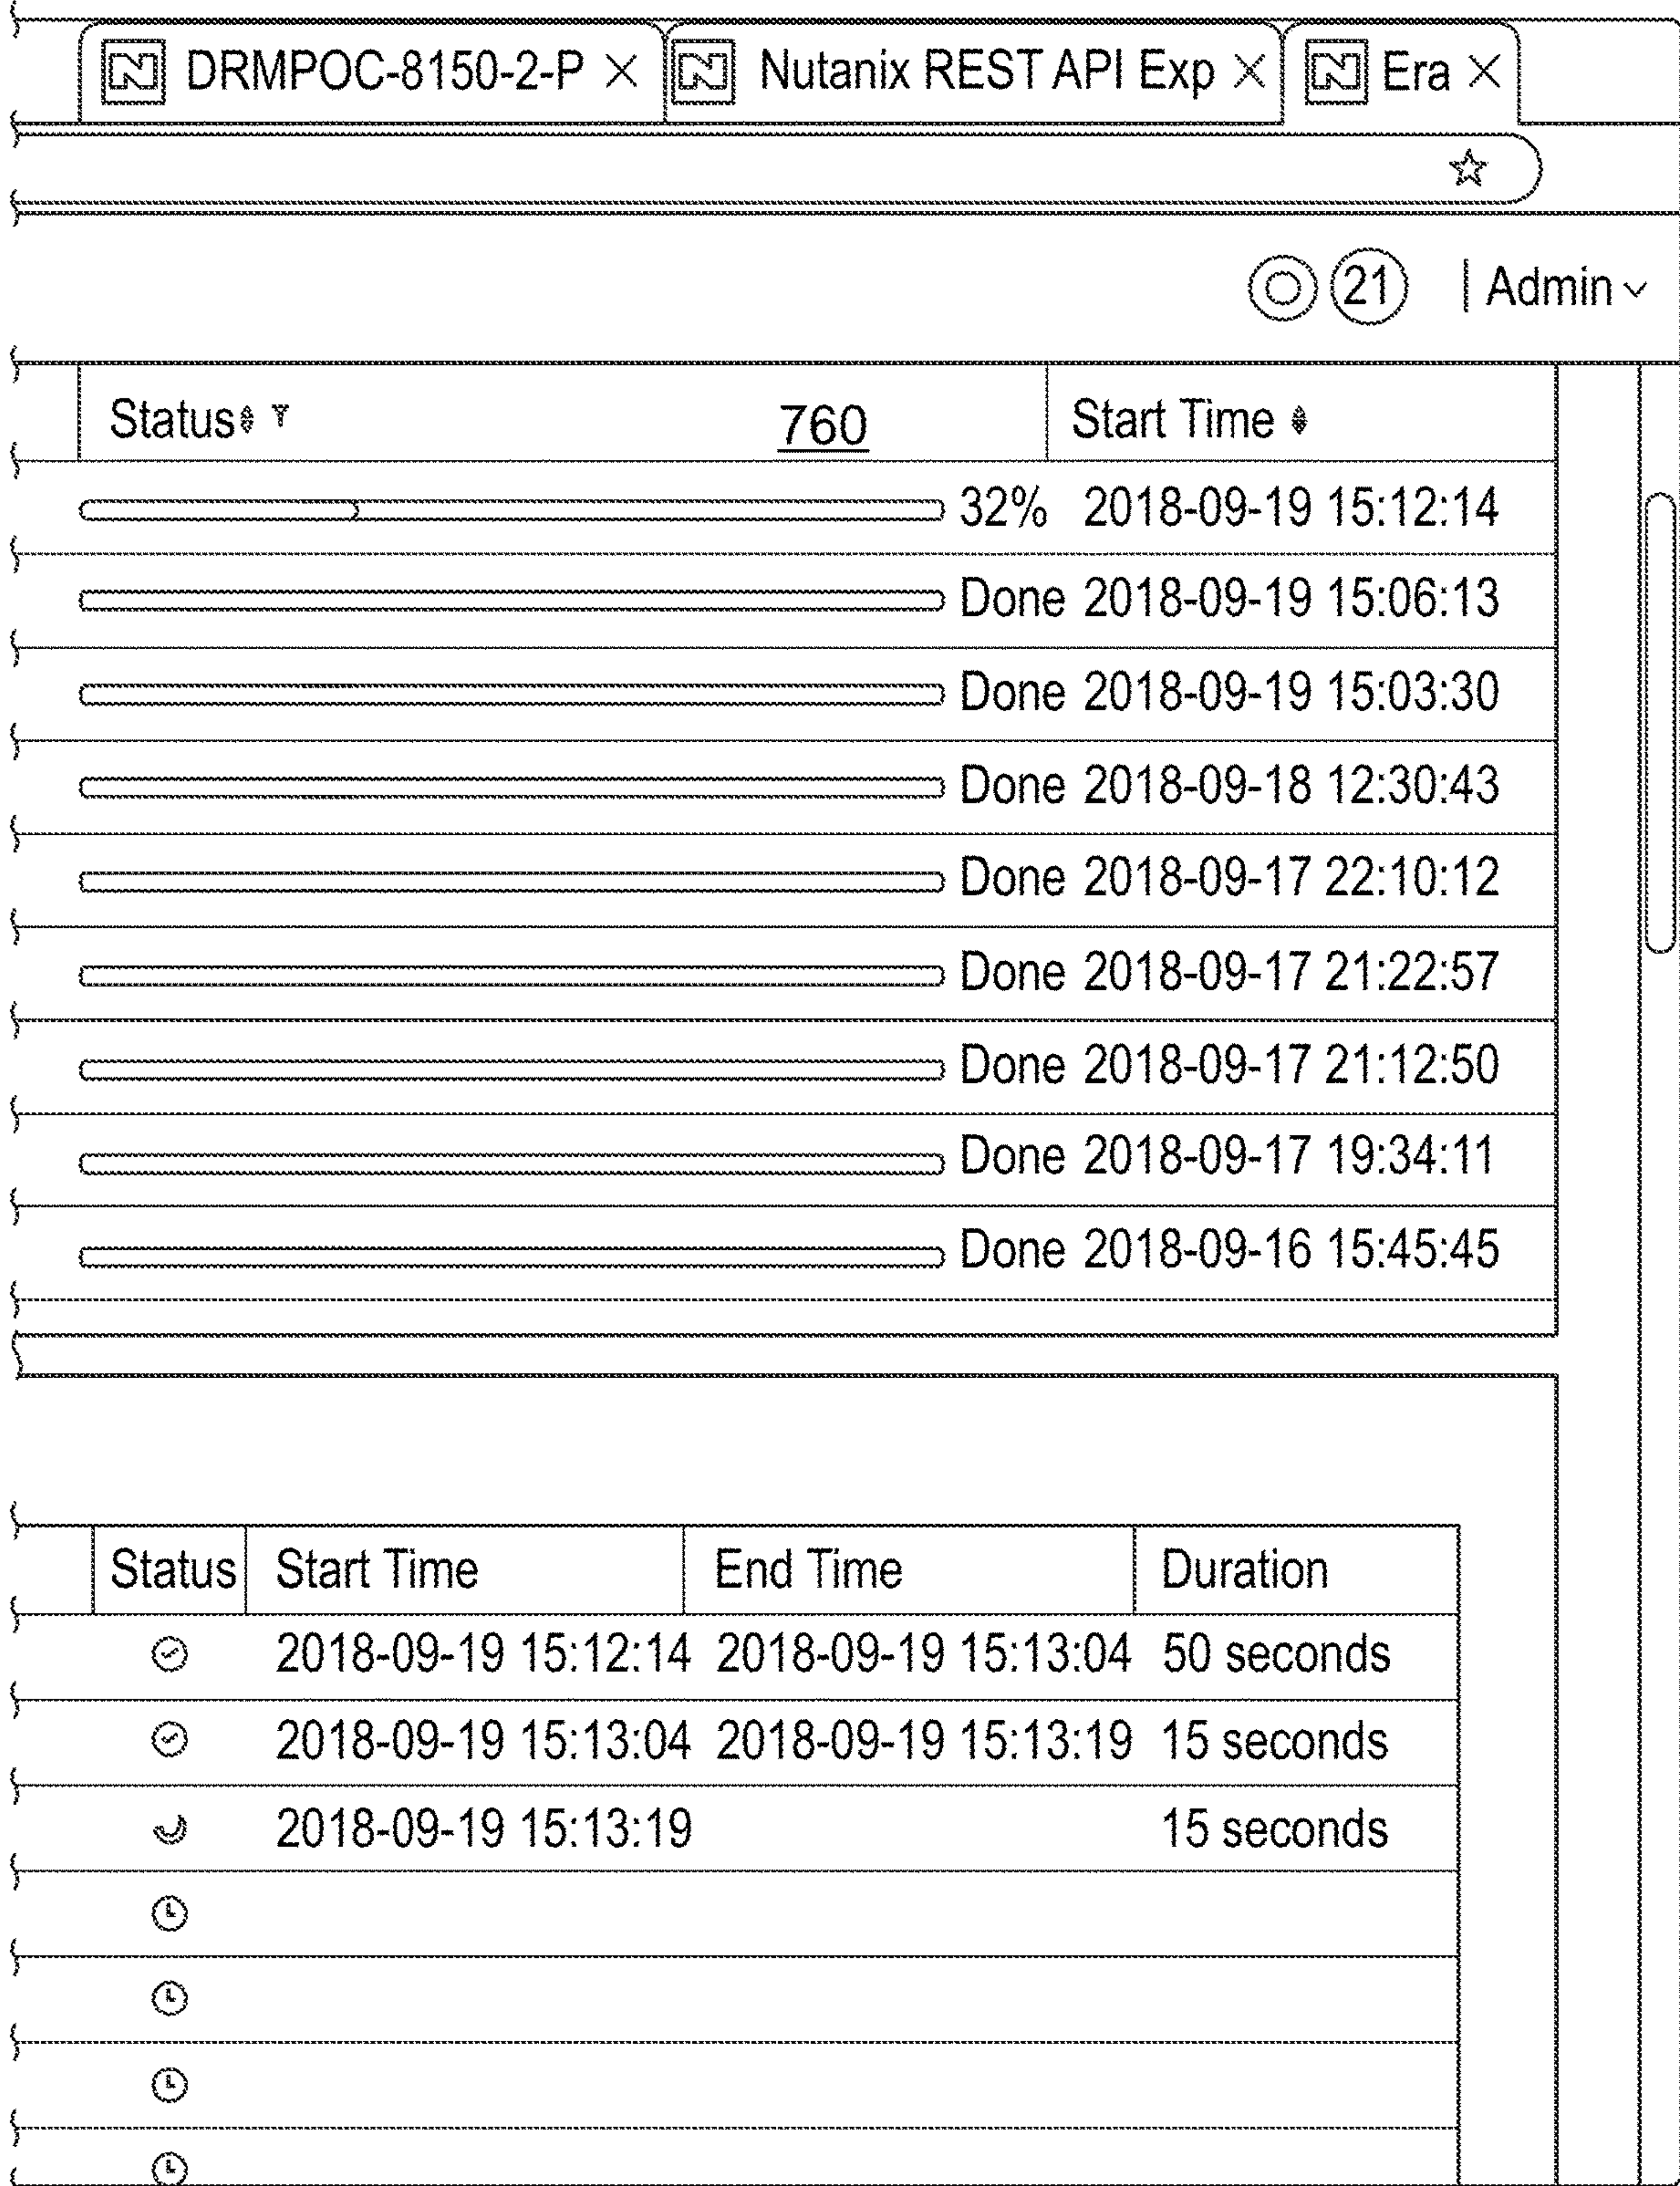 DRMPOC-8150-2-P × Nutanix REST API Exp × Era ×
21 | Admin
Status 760 Start Time
32% 2018-09-19 15:12:14
Done 2018-09-19 15:06:13
Done 2018-09-19 15:03:30
Done 2018-09-18 12:30:43
Done 2018-09-17 22:10:12
Done 2018-09-17 21:22:57
Done 2018-09-17 21:12:50
Done 2018-09-17 19:34:11
Done 2018-09-16 15:45:45
Status Start Time End Time Duration
2018-09-19 15:12:14 2018-09-19 15:13:04 50 seconds
2018-09-19 15:13:04 2018-09-19 15:13:19 15 seconds
2018-09-19 15:13:19 15 seconds